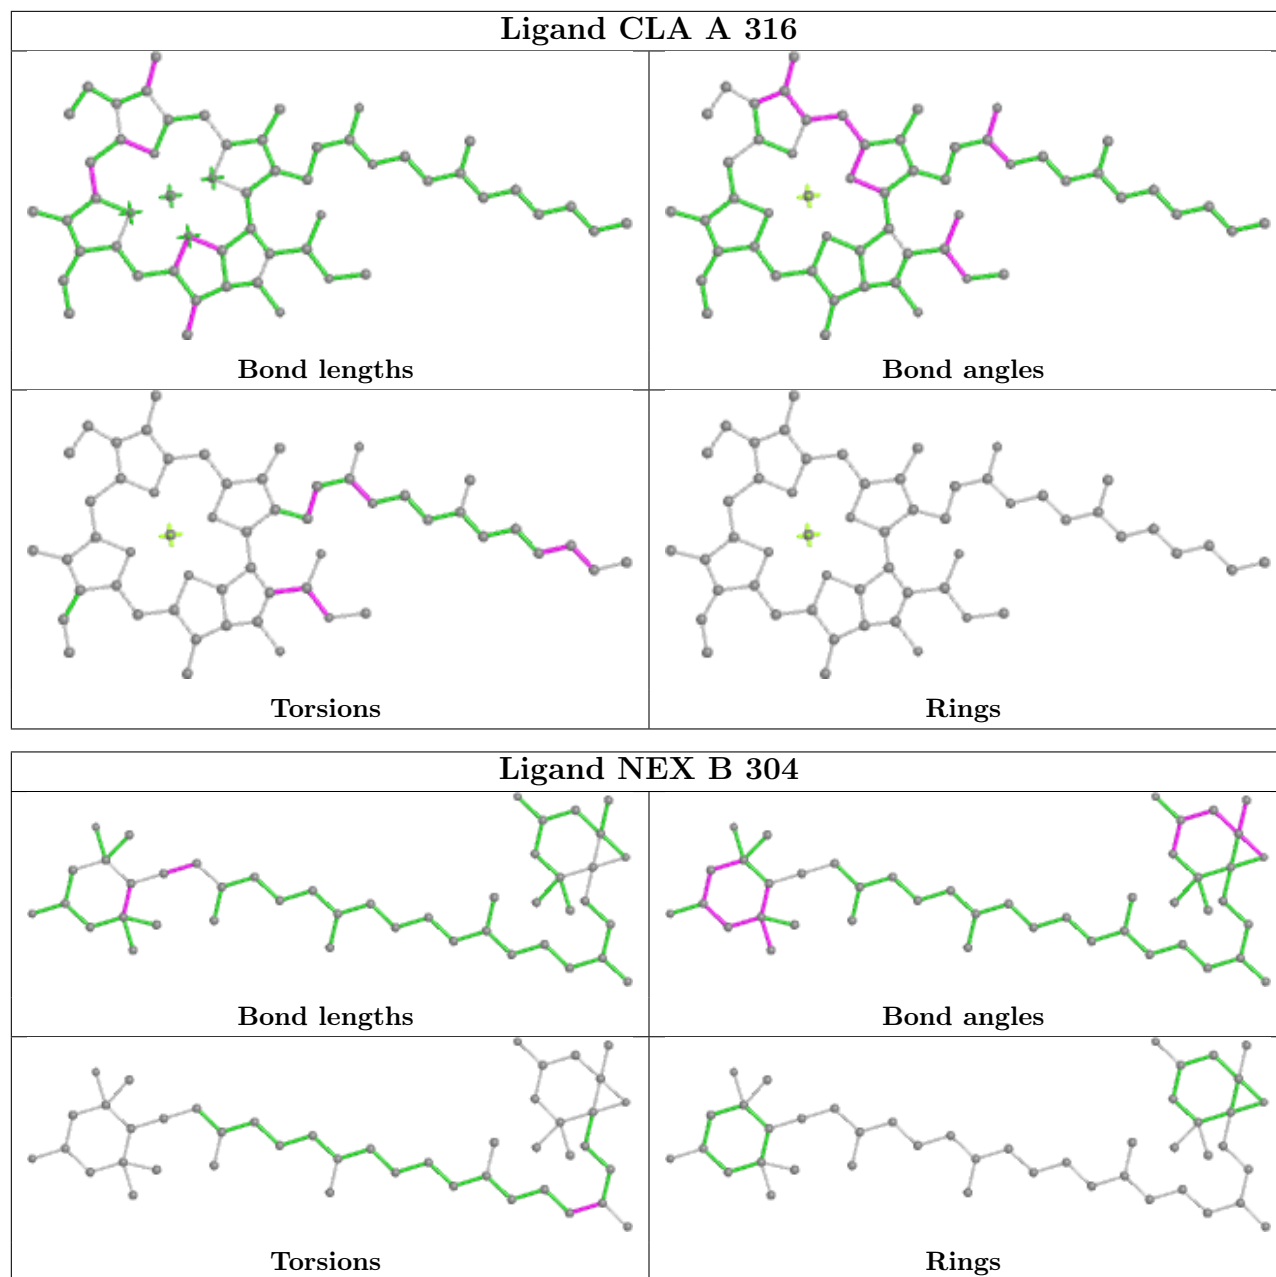 Ligand CLA A 316
Bond lengths
Bond angles
Torsions
Rings
Ligand NEX B 304
Bond lengths
Bond angles
Torsions
Rings